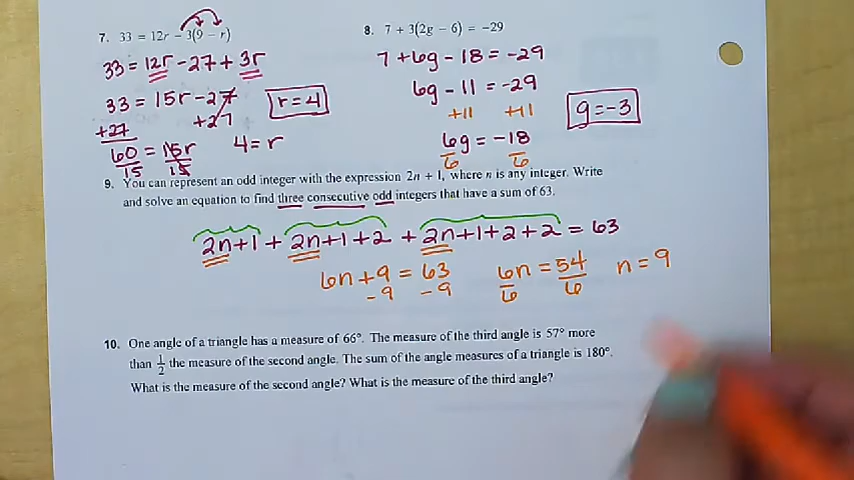 7. 33 = 12r − 3(9 − r)
33 = 12r − 27 + 3r
33 = 15r − 27
+27 +27
60 = 15r
15 15
4 = r
r = 4
8. 7 + 3(2g − 6) = −29
7 + 6g − 18 = −29
6g − 11 = −29
+11 +11
6g = −18
6 6
g = −3
9. You can represent an odd integer with the expression 2n + 1, where n is any integer. Write
and solve an equation to find three consecutive odd integers that have a sum of 63.
2n+1 + 2n+1+2 + 2n+1+2+2 = 63
6n + 9 = 63
−9 −9
6n = 54
6 6
n = 9
10. One angle of a triangle has a measure of 66°. The measure of the third angle is 57° more
than 1/2 the measure of the second angle. The sum of the angle measures of a triangle is 180°.
What is the measure of the second angle? What is the measure of the third angle?